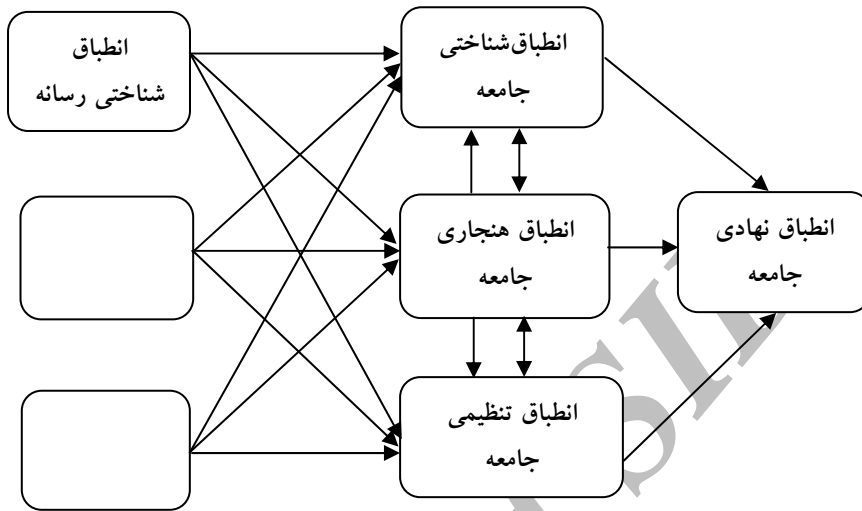 انطباق
شناختی رسانه
انطباق‌شناختی
جامعه
انطباق هنجاری
جامعه
انطباق نهادی
جامعه
انطباق تنظیمی
جامعه